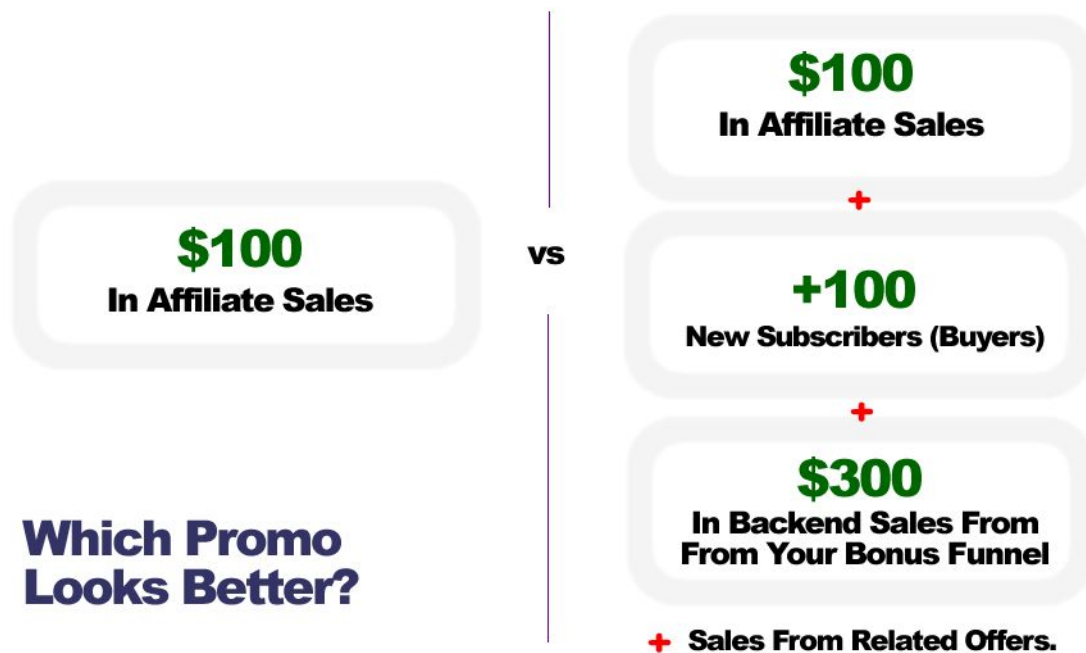 $100
In Affiliate Sales
Which Promo
Looks Better?
vs
$100
In Affiliate Sales
+
+100
New Subscribers (Buyers)
+
$300
In Backend Sales From
From Your Bonus Funnel
+ Sales From Related Offers.